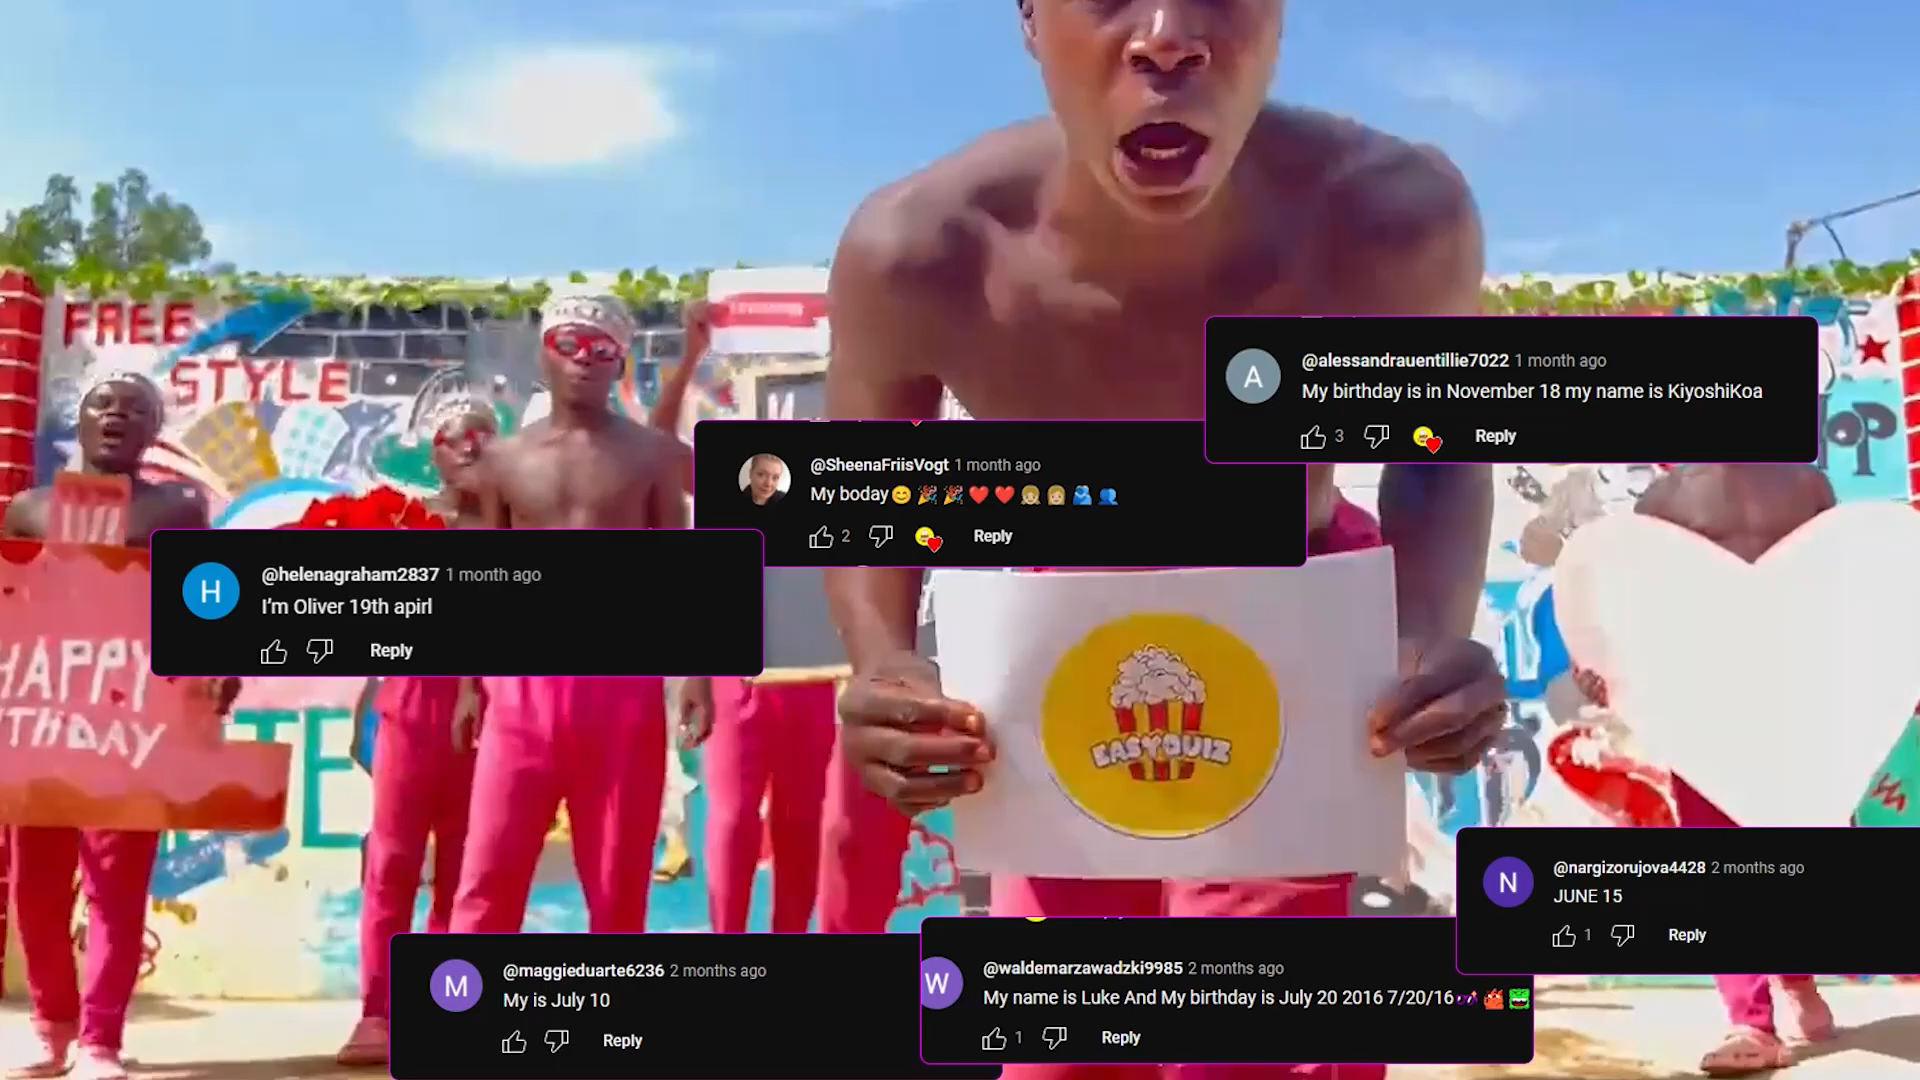 FREE
STYLE
@alessandrauentillie7022 1 month ago
My birthday is in November 18 my name is KiyoshiKoa
3 Reply
@SheenaFriisVogt 1 month ago
My boday😊🎉🎉❤️❤️👧🏼👩🏼🫂👥
2 Reply
@helenagraham2837 1 month ago
I'm Oliver 19th apirl
Reply
HAPPY
THDAY
EASY QUIZ
@nargizorujova4428 2 months ago
JUNE 15
1 Reply
@maggieduarte6236 2 months ago
My is July 10
Reply
@waldemarzawadzki9985 2 months ago
My name is Luke And My birthday is July 20 2016 7/20/16
1 Reply
A
H
N
M
W